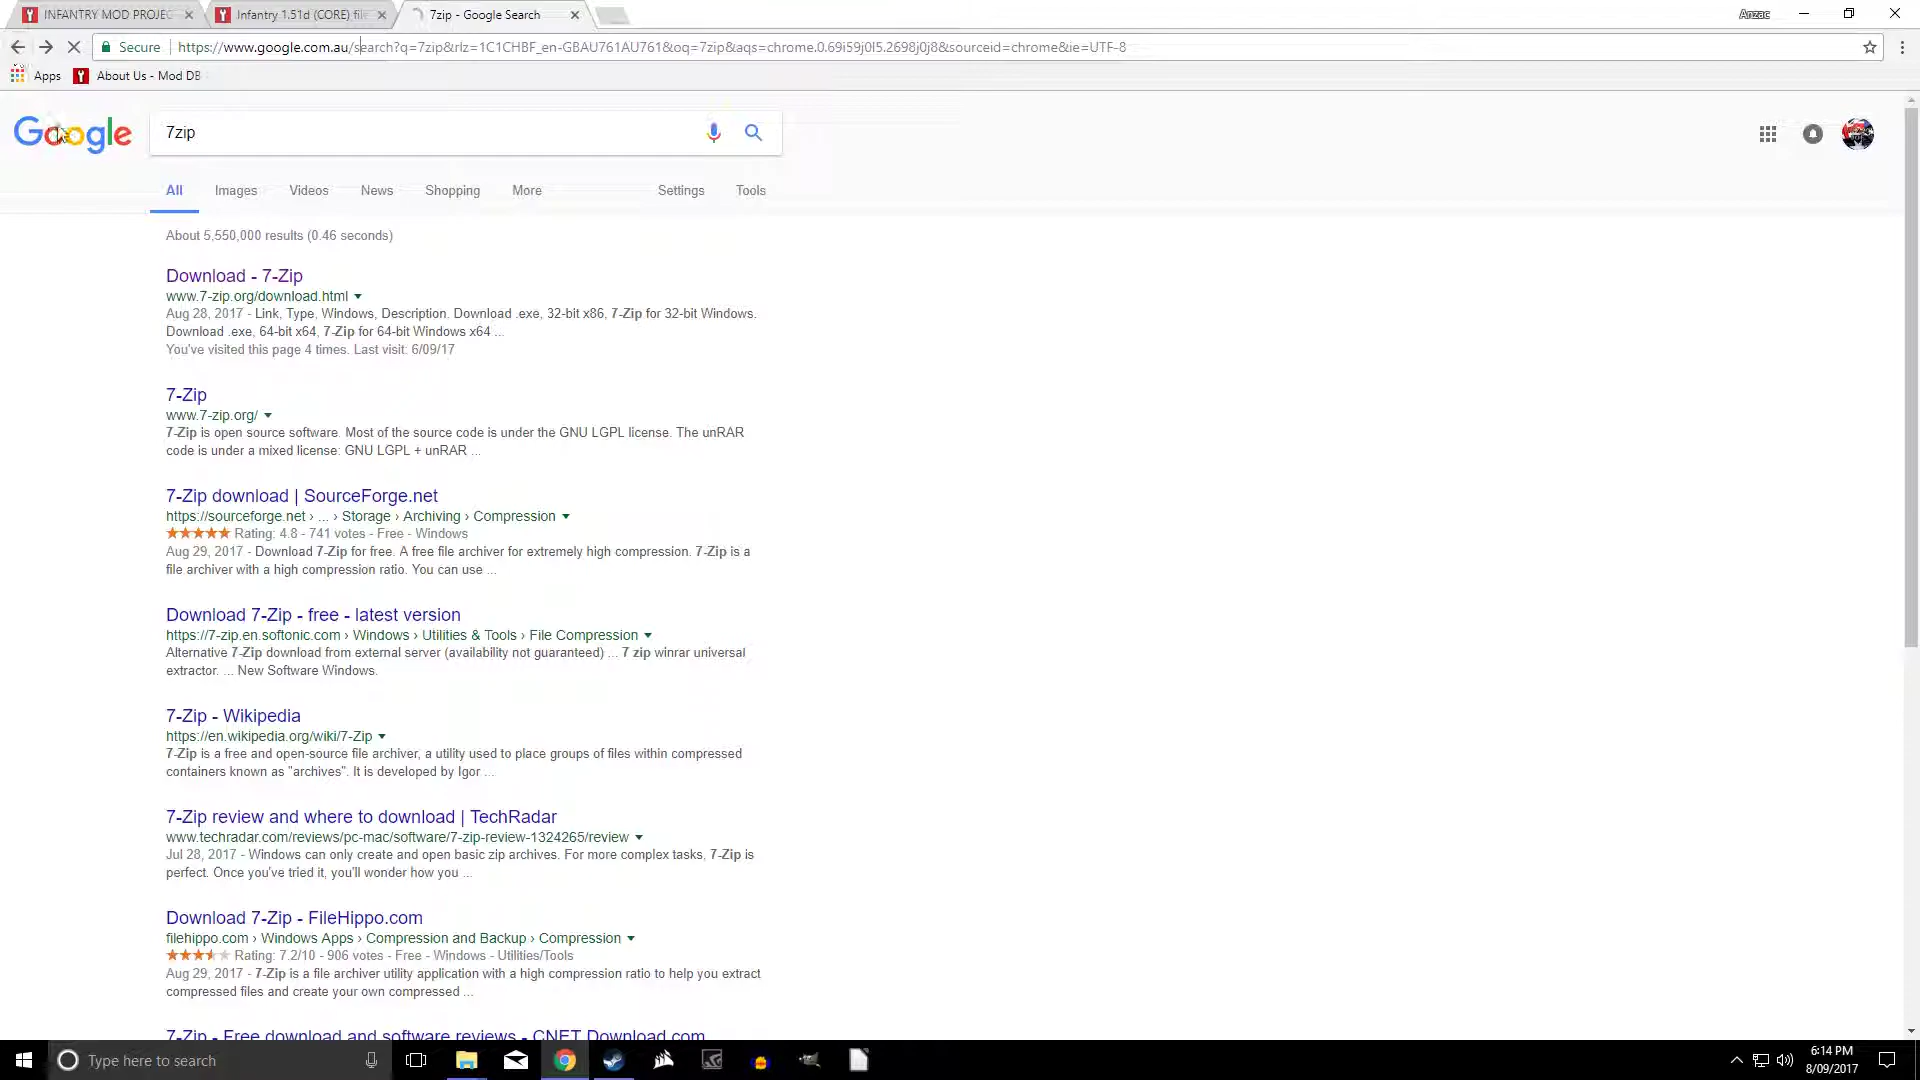 INFANTRY MOD PROJEC
Infantry 1.51d (CORE) file
7zip - Google Search
Anzac
Secure
https://www.google.com.au/search?q=7zip&rlz=1C1CHBF_en-GBAU761AU761&oq=7zip&aqs=chrome.0.69i59j0l5.2698j0j8&sourceid=chrome&ie=UTF-8
Apps
About Us - Mod DB
Google
7zip
All
Images
Videos
News
Shopping
More
Settings
Tools
About 5,550,000 results (0.46 seconds)
Download - 7-Zip
www.7-zip.org/download.html
Aug 28, 2017 - Link, Type, Windows, Description. Download .exe, 32-bit x86, 7-Zip for 32-bit Windows.
Download .exe, 64-bit x64, 7-Zip for 64-bit Windows x64 ...
You've visited this page 4 times. Last visit: 6/09/17
7-Zip
www.7-zip.org/
7-Zip is open source software. Most of the source code is under the GNU LGPL license. The unRAR
code is under a mixed license: GNU LGPL + unRAR ...
7-Zip download | SourceForge.net
https://sourceforge.net › ... › Storage › Archiving › Compression
Rating: 4.8 - 741 votes - Free - Windows
Aug 29, 2017 - Download 7-Zip for free. A free file archiver for extremely high compression. 7-Zip is a
file archiver with a high compression ratio. You can use ...
Download 7-Zip - free - latest version
https://7-zip.en.softonic.com › Windows › Utilities & Tools › File Compression
Alternative 7-Zip download from external server (availability not guaranteed) ... 7 zip winrar universal
extractor. ... New Software Windows.
7-Zip - Wikipedia
https://en.wikipedia.org/wiki/7-Zip
7-Zip is a free and open-source file archiver, a utility used to place groups of files within compressed
containers known as "archives". It is developed by Igor ...
7-Zip review and where to download | TechRadar
www.techradar.com/reviews/pc-mac/software/7-zip-review-1324265/review
Jul 28, 2017 - Windows can only create and open basic zip archives. For more complex tasks, 7-Zip is
perfect. Once you've tried it, you'll wonder how you ...
Download 7-Zip - FileHippo.com
filehippo.com › Windows Apps › Compression and Backup › Compression
Rating: 7.2/10 - 906 votes - Free - Windows - Utilities/Tools
Aug 29, 2017 - 7-Zip is a file archiver utility application with a high compression ratio to help you extract
compressed files and create your own compressed ...
7-Zip - Free download and software reviews - CNET Download.com
Type here to search
6:14 PM
8/09/2017